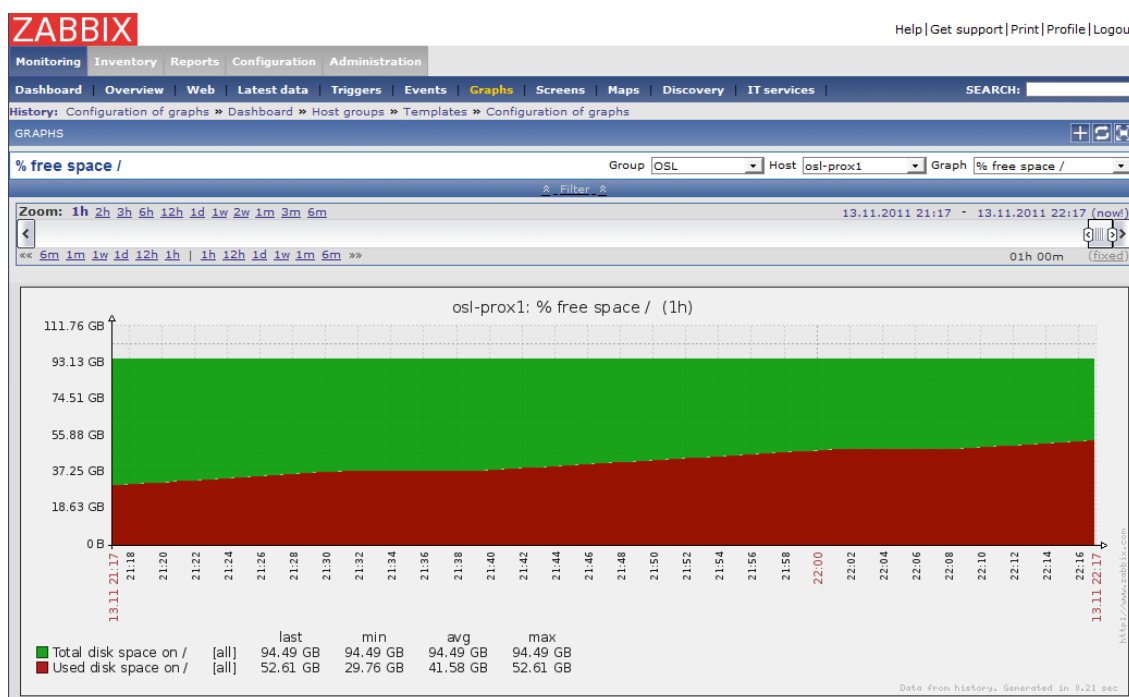 ZABBIX
Help|Get support|Print|Profile|Logou
Monitoring Inventory Reports Configuration Administration
Dashboard | Overview | Web | Latest data | Triggers | Events | Graphs | Screens | Maps | Discovery | IT services | SEARCH:
History: Configuration of graphs » Dashboard » Host groups » Templates » Configuration of graphs
GRAPHS
% free space / Group OSL Host osl-prox1 Graph % free space /
Filter
Zoom: 1h 2h 3h 6h 12h 1d 1w 2w 1m 3m 6m 13.11.2011 21:17 - 13.11.2011 22:17 (now!)
«« 6m 1m 1w 1d 12h 1h | 1h 12h 1d 1w 1m 6m »» 01h 00m (fixed)
osl-prox1: % free space / (1h)
111.76 GB
93.13 GB
74.51 GB
55.88 GB
37.25 GB
18.63 GB
0 B
13.11 21:17 21:18 21:20 21:22 21:24 21:26 21:28 21:30 21:32 21:34 21:36 21:38 21:40 21:42 21:44 21:46 21:48 21:50 21:52 21:54 21:56 21:58 22:00 22:02 22:04 22:06 22:08 22:10 22:12 22:14 22:16 13.11 22:17
http://www.zabbix.com
last min avg max
Total disk space on / [all] 94.49 GB 94.49 GB 94.49 GB 94.49 GB
Used disk space on / [all] 52.61 GB 29.76 GB 41.58 GB 52.61 GB
Data from history. Generated in 0.21 sec